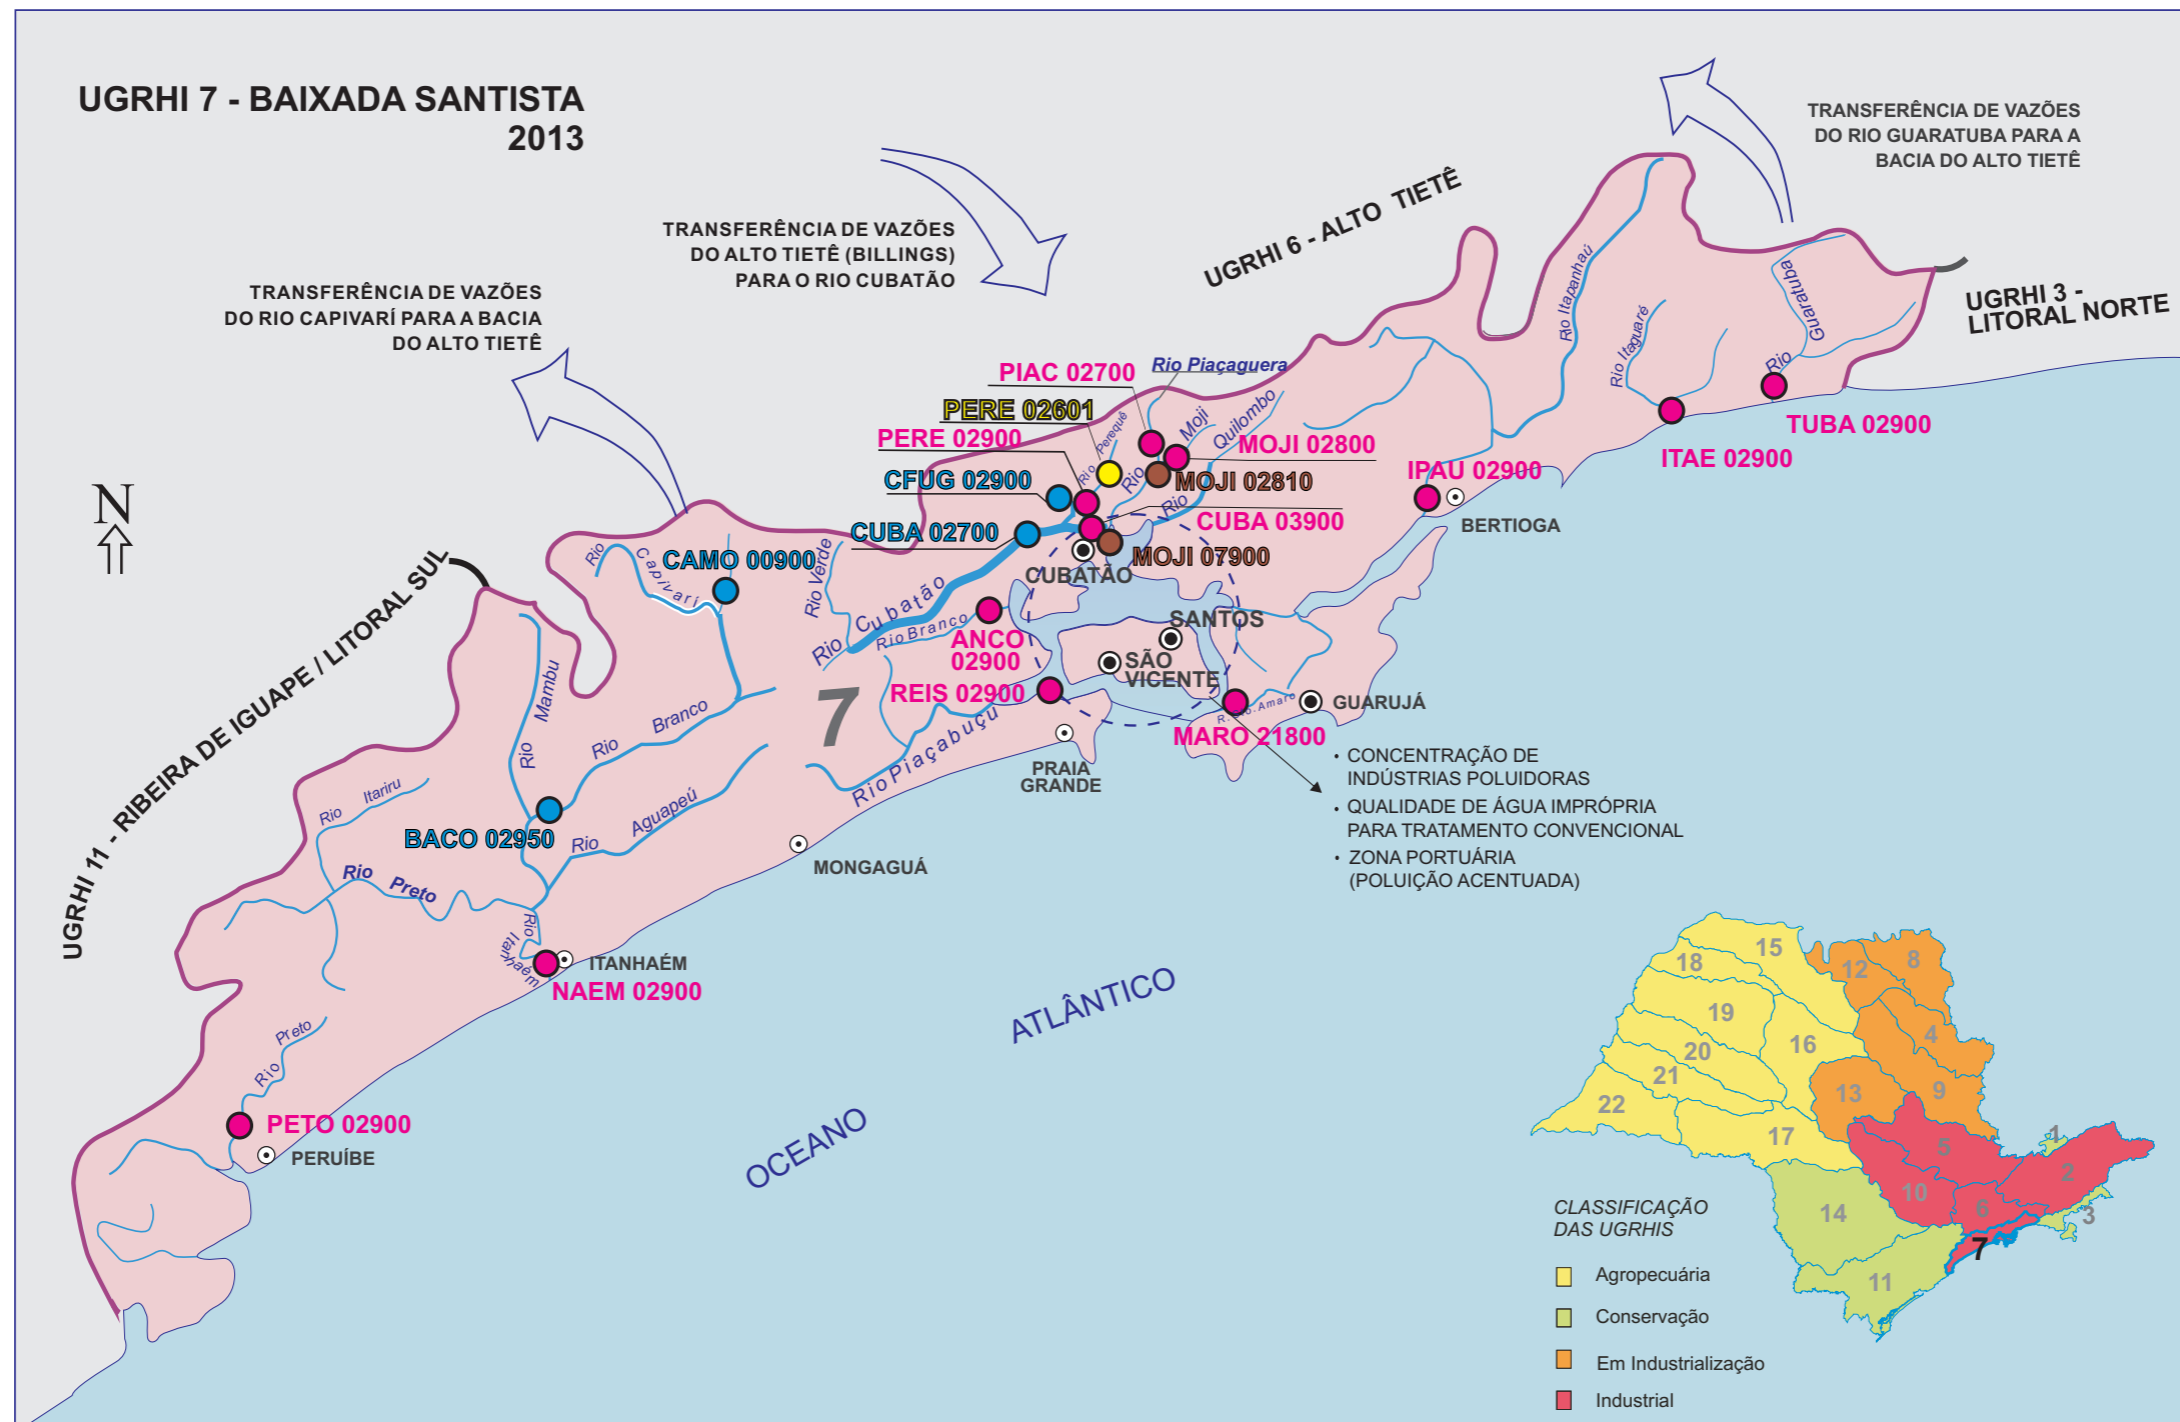 UGRHI 7 - BAIXADA SANTISTA
2013
TRANSFERÊNCIA DE VAZÕES
DO RIO GUARATUBA PARA A
BACIA DO ALTO TIETÊ
TRANSFERÊNCIA DE VAZÕES
DO ALTO TIETÊ (BILLINGS)
PARA O RIO CUBATÃO
TRANSFERÊNCIA DE VAZÕES
DO RIO CAPIVARÍ PARA A BACIA
DO ALTO TIETÊ
UGRHI 6 - ALTO TIETÊ
UGRHI 3 -
LITORAL NORTE
UGRHI 11 - RIBEIRA DE IGUAPE / LITORAL SUL
N
Rio Itapanhaú
Rio Itaguaré
Rio Guaratuba
Rio Piaçaguera
PIAC 02700
PERE 02601
PERE 02900
CFUG 02900
CUBA 02700
CAMO 00900
Rio Perequê
Rio Moji
Rio Quilombo
MOJI 02800
MOJI 02810
CUBA 03900
MOJI 07900
IPAU 02900
ITAE 02900
TUBA 02900
BERTIOGA
CUBATÃO
Rio Capivarí
Rio Verde
Rio Cubatão
Rio Branco
ANCO
02900
REIS 02900
SANTOS
SÃO
VICENTE
R. Sto. Amaro
GUARUJÁ
MARO 21800
7
Rio Piaçabuçu
PRAIA
GRANDE
Rio Mambu
Rio Branco
Rio Aguapeú
Rio Itariru
BACO 02950
Rio Preto
MONGAGUÁ
Rio Itanhaém
ITANHAÉM
NAEM 02900
Rio Preto
PETO 02900
PERUÍBE
• CONCENTRAÇÃO DE
INDÚSTRIAS POLUIDORAS
• QUALIDADE DE ÁGUA IMPRÓPRIA
PARA TRATAMENTO CONVENCIONAL
• ZONA PORTUÁRIA
(POLUIÇÃO ACENTUADA)
OCEANO
ATLÂNTICO
15
18
12
8
19
4
16
20
21
13
9
22
17
1
5
2
10
6
3
14
7
11
CLASSIFICAÇÃO
DAS UGRHIS
Agropecuária
Conservação
Em Industrialização
Industrial